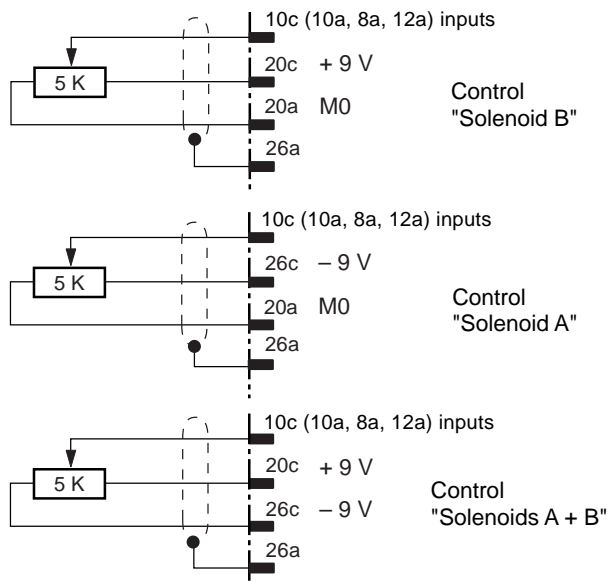 10c (10a, 8a, 12a) inputs
5 K
20c + 9 V
20a M0
26a
Control
"Solenoid B"
10c (10a, 8a, 12a) inputs
5 K
26c – 9 V
20a M0
26a
Control
"Solenoid A"
10c (10a, 8a, 12a) inputs
5 K
20c + 9 V
26c – 9 V
26a
Control
"Solenoids A + B"